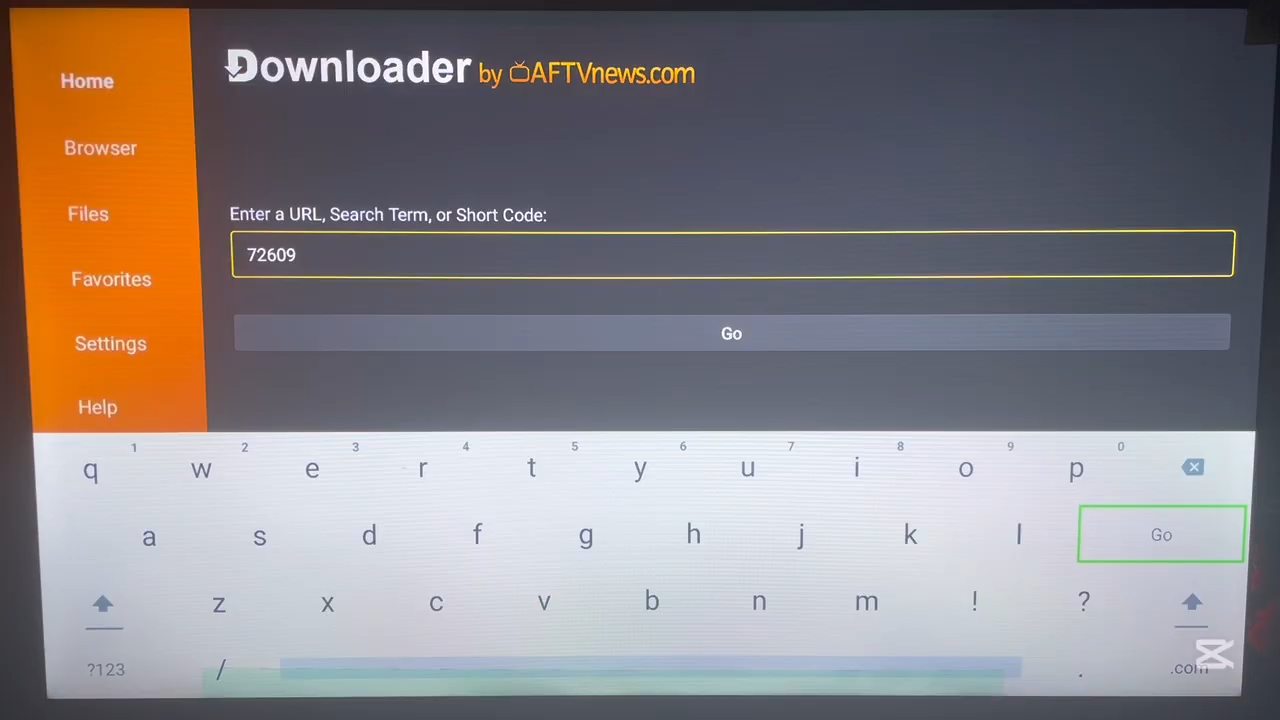 Downloader by AFTVnews.com
Home
Browser
Files
Favorites
Settings
Help
Enter a URL, Search Term, or Short Code:
72609
Go
1 2 3 4 5 6 7 8 9 0
q w e r t y u i o p
a s d f g h j k l Go
z x c v b n m ! ?
?123 / . .com